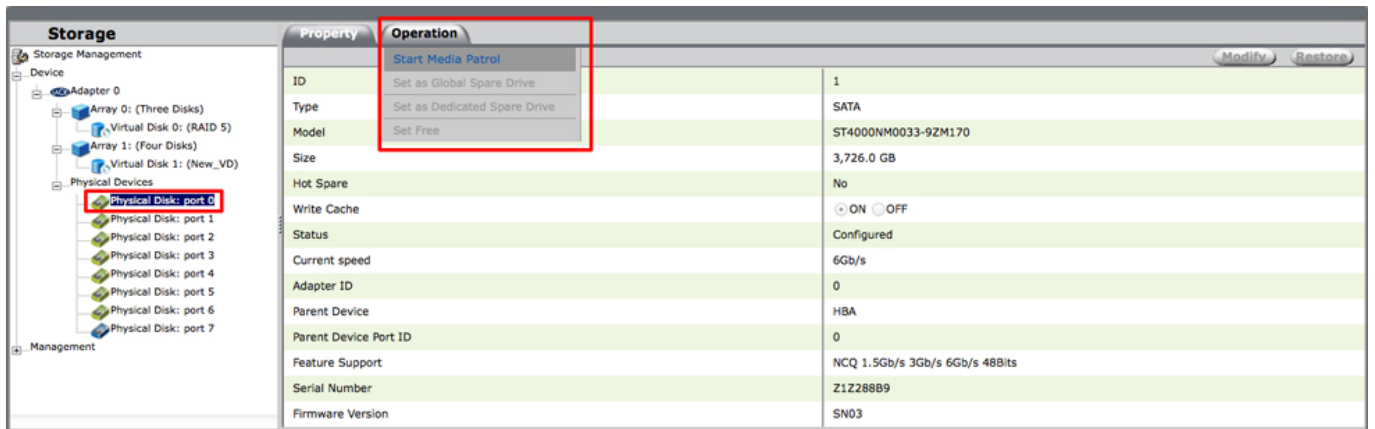 Storage
Storage Management
Device
Adapter 0
Array 0: (Three Disks)
Virtual Disk 0: (RAID 5)
Array 1: (Four Disks)
Virtual Disk 1: (New_VD)
Physical Devices
Physical Disk: port 0
Physical Disk: port 1
Physical Disk: port 2
Physical Disk: port 3
Physical Disk: port 4
Physical Disk: port 5
Physical Disk: port 6
Physical Disk: port 7
Management
Property Operation
Start Media Patrol
Set as Global Spare Drive
Set as Dedicated Spare Drive
Set Free
Modify Restore
ID 1
Type SATA
Model ST4000NM0033-9ZM170
Size 3,726.0 GB
Hot Spare No
Write Cache ON OFF
Status Configured
Current speed 6Gb/s
Adapter ID 0
Parent Device HBA
Parent Device Port ID 0
Feature Support NCQ 1.5Gb/s 3Gb/s 6Gb/s 48Bits
Serial Number Z1Z288B9
Firmware Version SN03